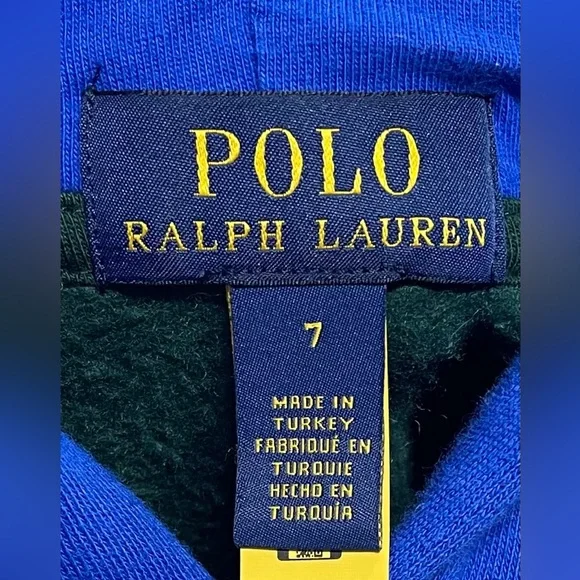 POLO
RALPH LAUREN
7
MADE IN
TURKEY
FABRIQUÉ EN
TURQUIE
HECHO EN
TURQUÍA